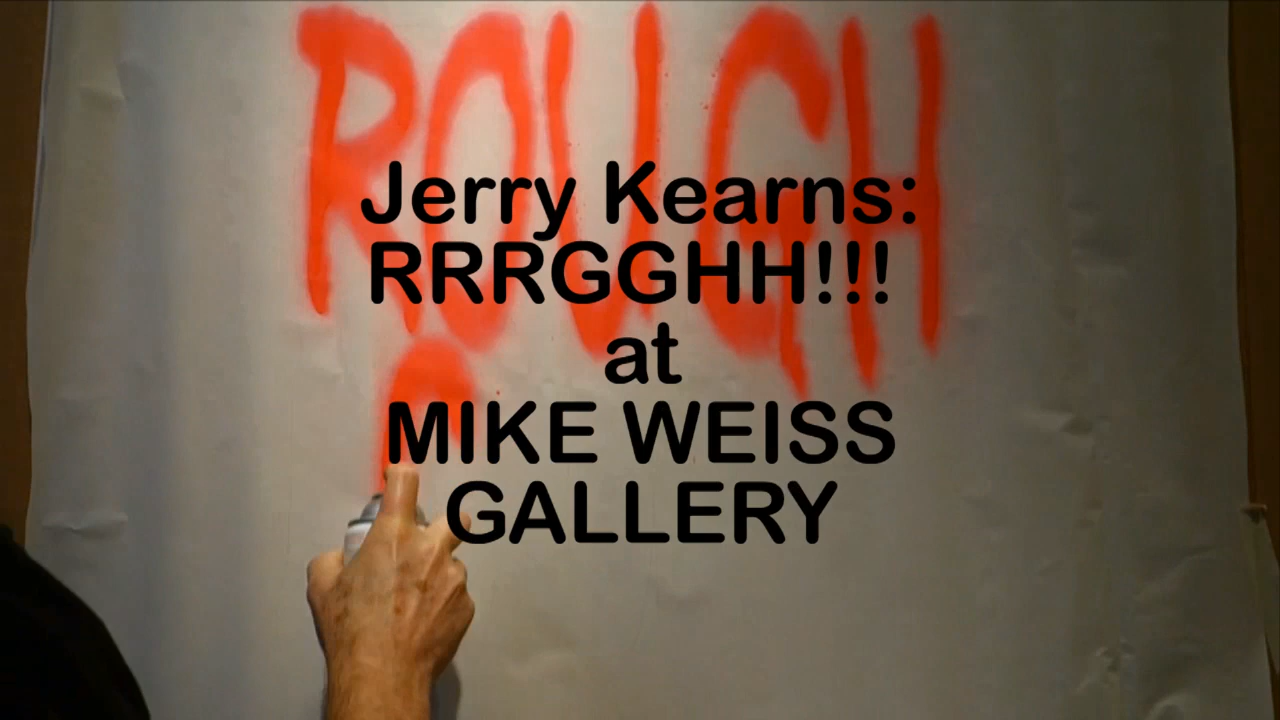 ROUGH
Jerry Kearns:
RRRGGHH!!!
at
MIKE WEISS
GALLERY